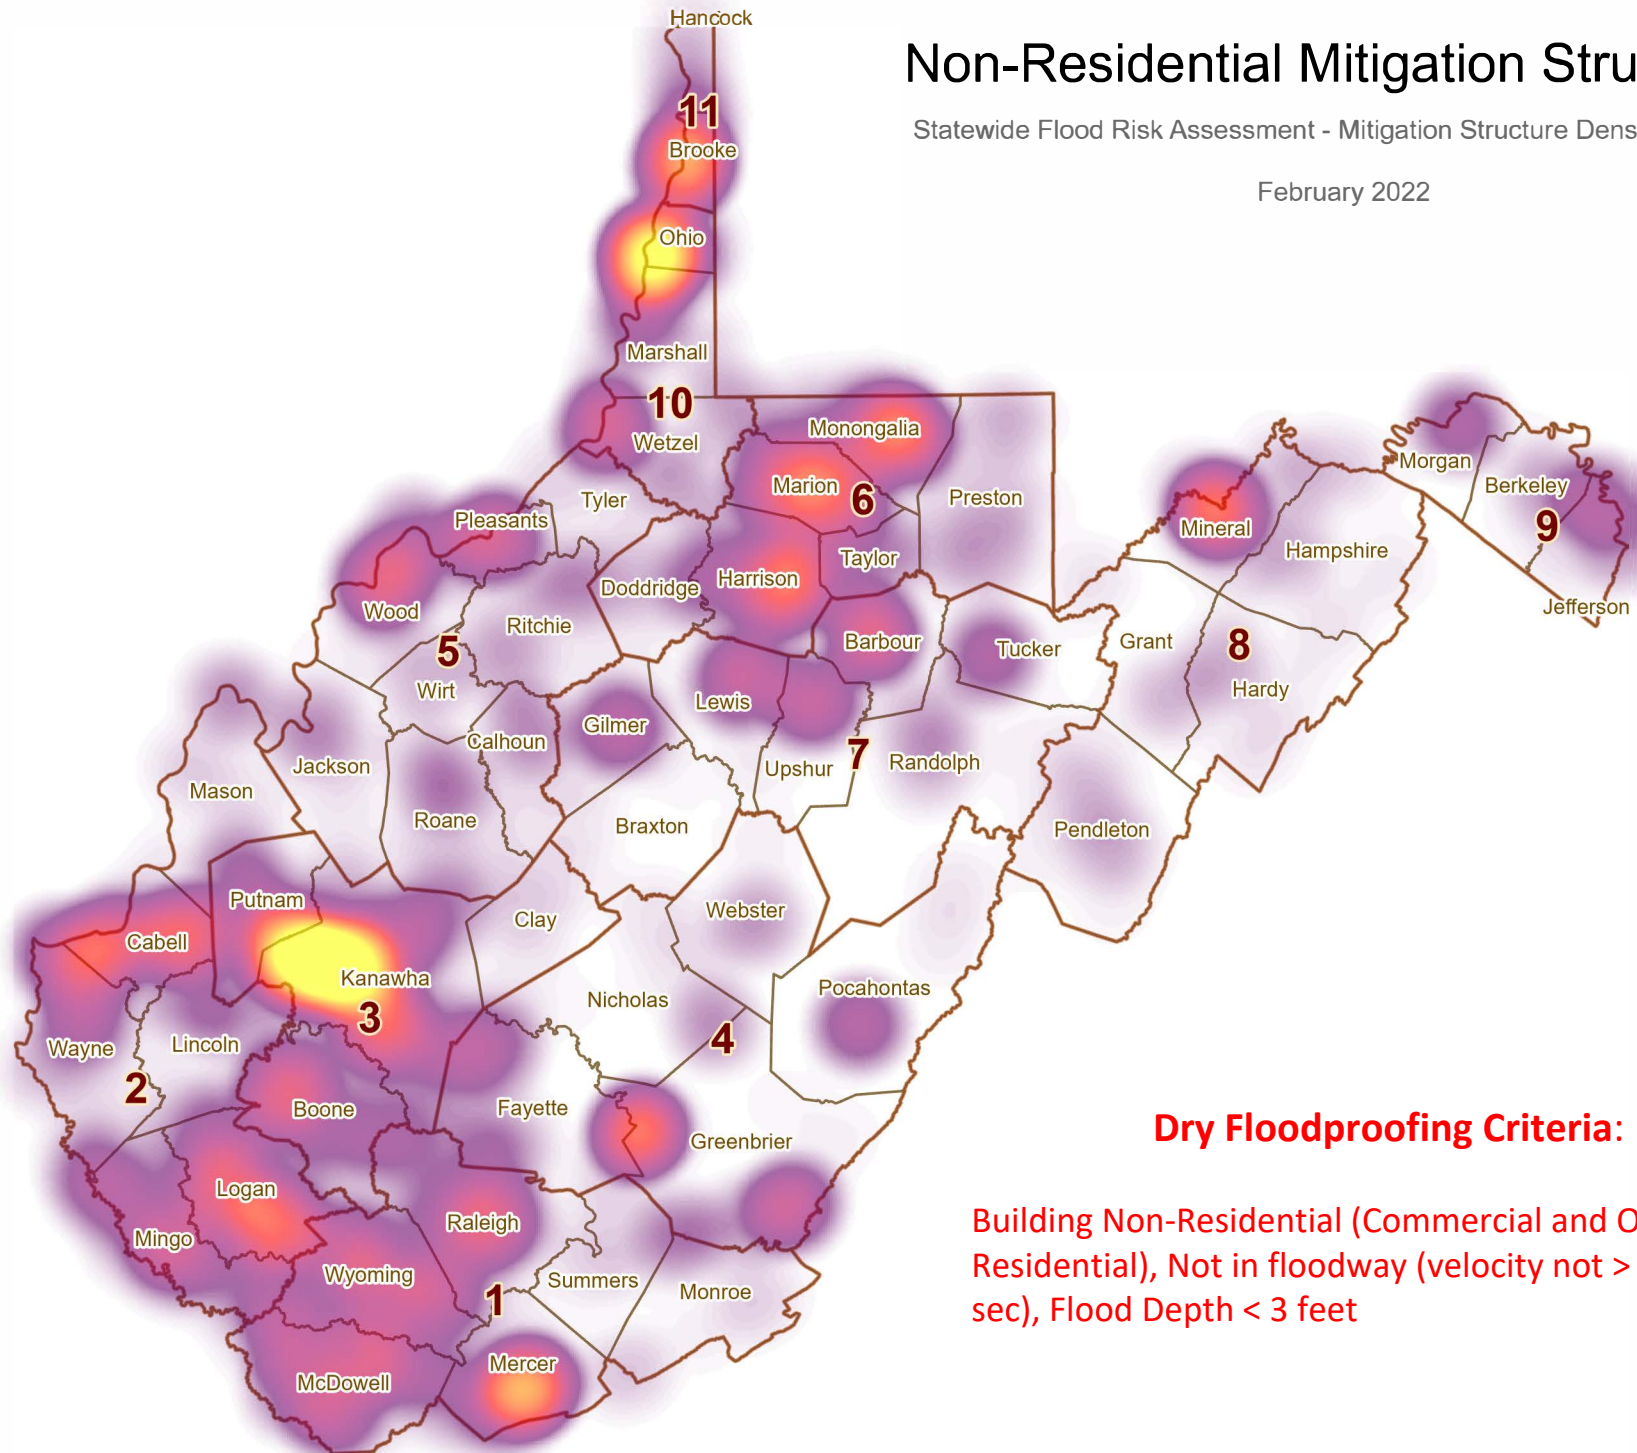 Hancock
Non-Residential Mitigation Stru
Statewide Flood Risk Assessment - Mitigation Structure Dens
February 2022
11
Brooke
Ohio
Marshall
10
Wetzel
Monongalia
Marion
6
Preston
Tyler
Pleasants
Taylor
Harrison
Doddridge
Wood
Ritchie
5
Wirt
Barbour
Tucker
Mineral
Hampshire
Morgan
Berkeley
9
Jefferson
Grant
8
Hardy
Lewis
Gilmer
Calhoun
Jackson
Mason
Roane
Upshur
7
Randolph
Braxton
Pendleton
Putnam
Clay
Webster
Cabell
Kanawha
3
Nicholas
Pocahontas
4
Wayne
Lincoln
2
Boone
Fayette
Greenbrier
Logan
Mingo
Raleigh
Wyoming
1
Summers
Monroe
Mercer
McDowell
Dry Floodproofing Criteria:
Building Non-Residential (Commercial and O
Residential), Not in floodway (velocity not >
sec), Flood Depth < 3 feet